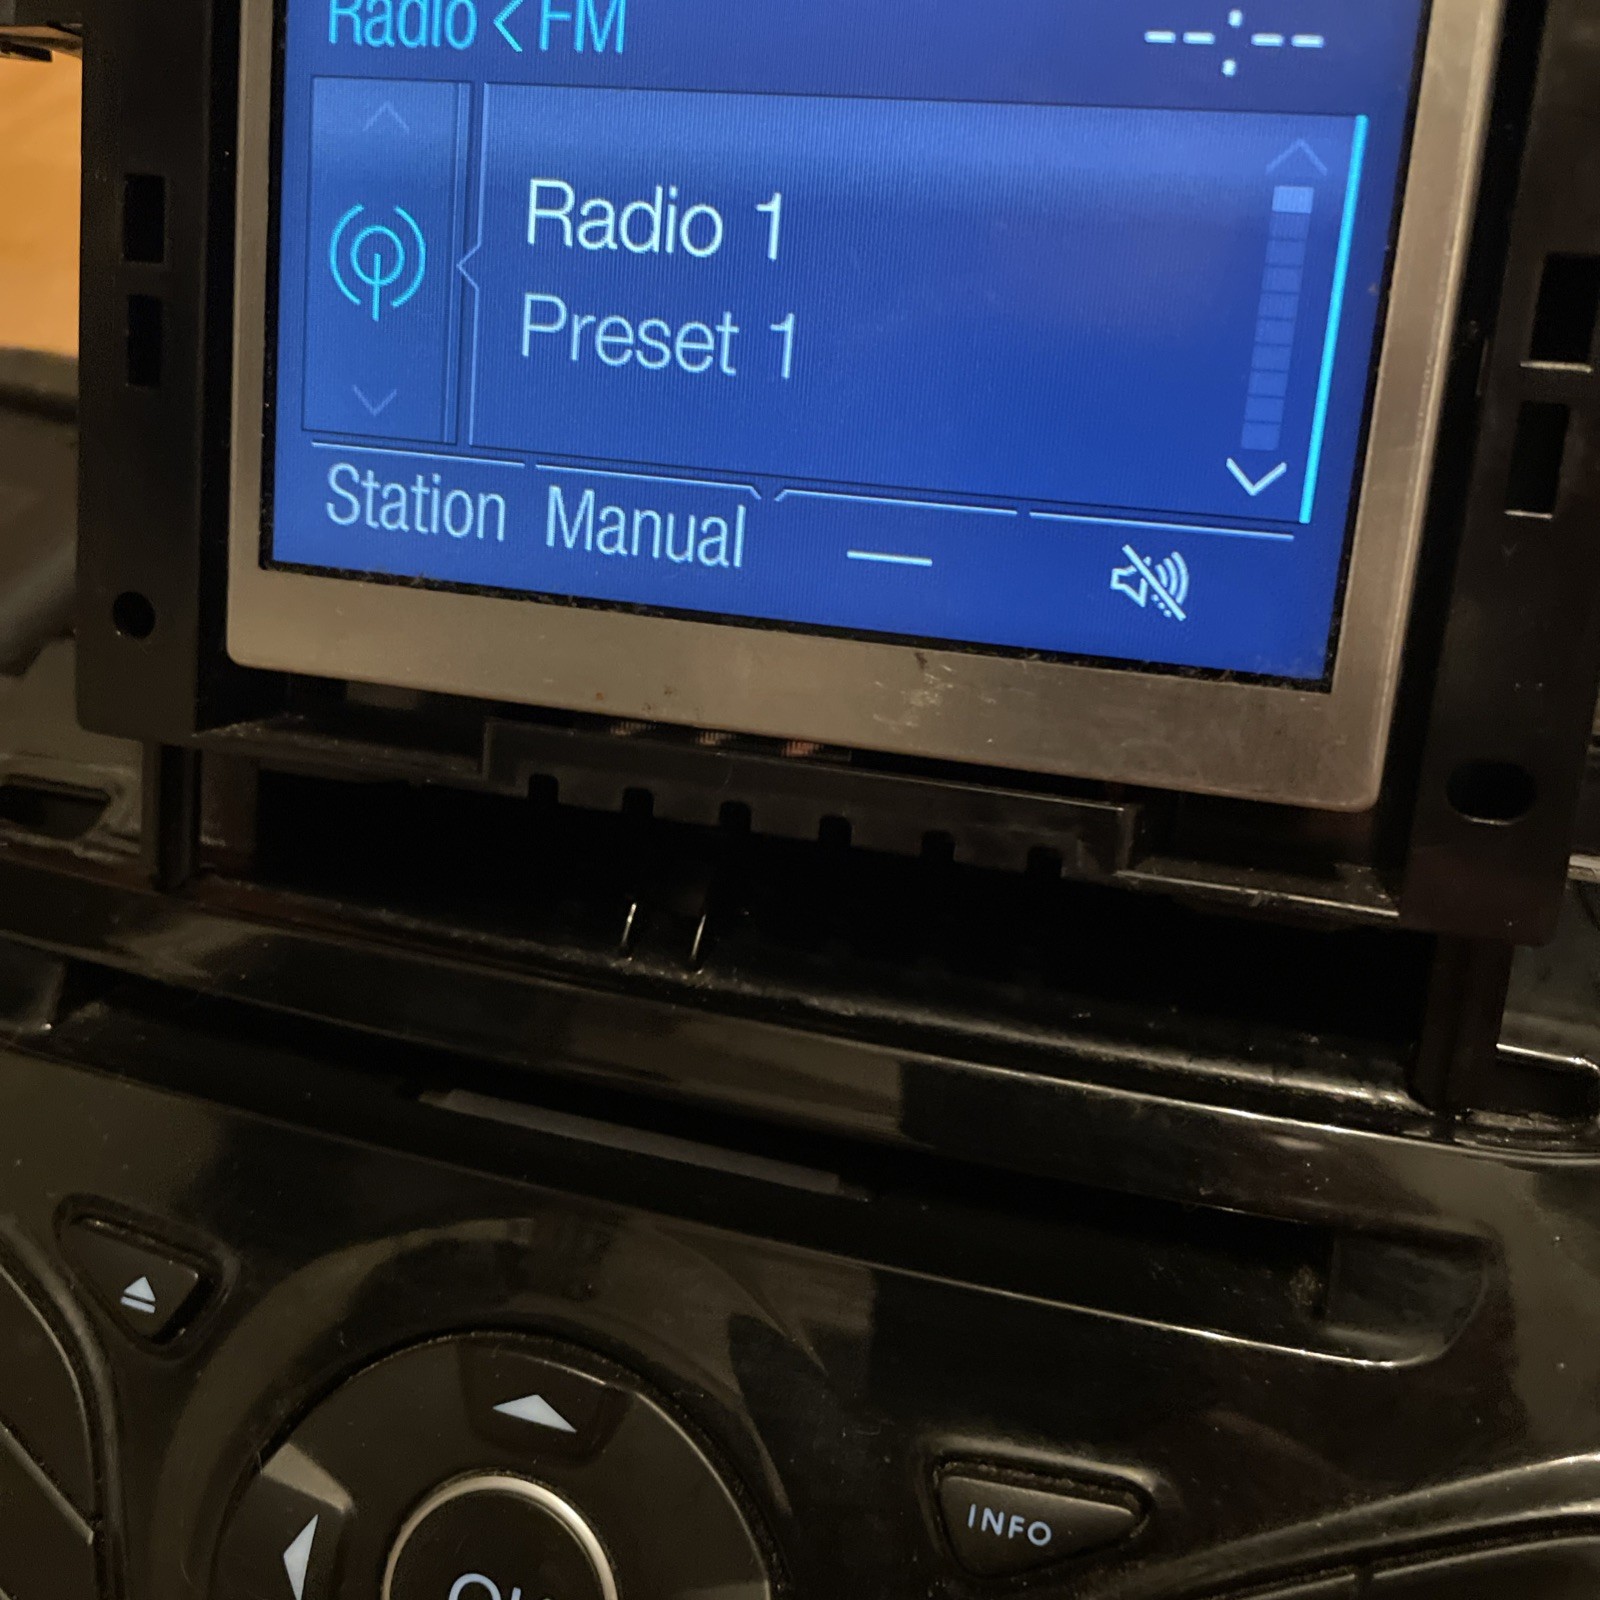 Radio < FM --:--
Radio 1
Preset 1
Station Manual —
INFO